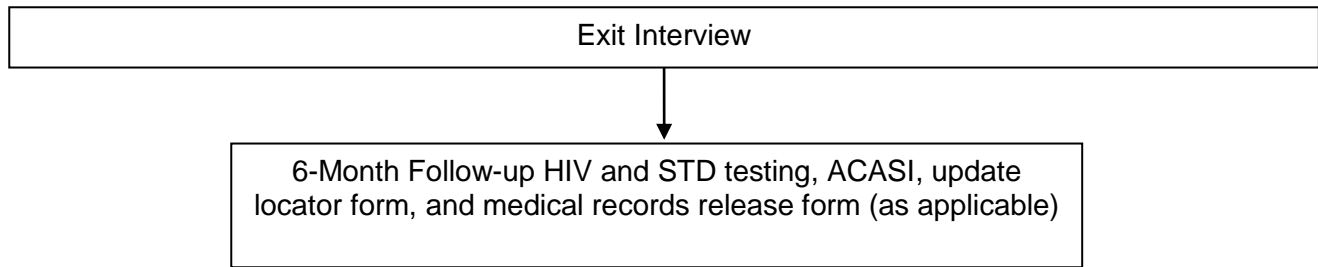 Exit Interview
6-Month Follow-up HIV and STD testing, ACASI, update
locator form, and medical records release form (as applicable)